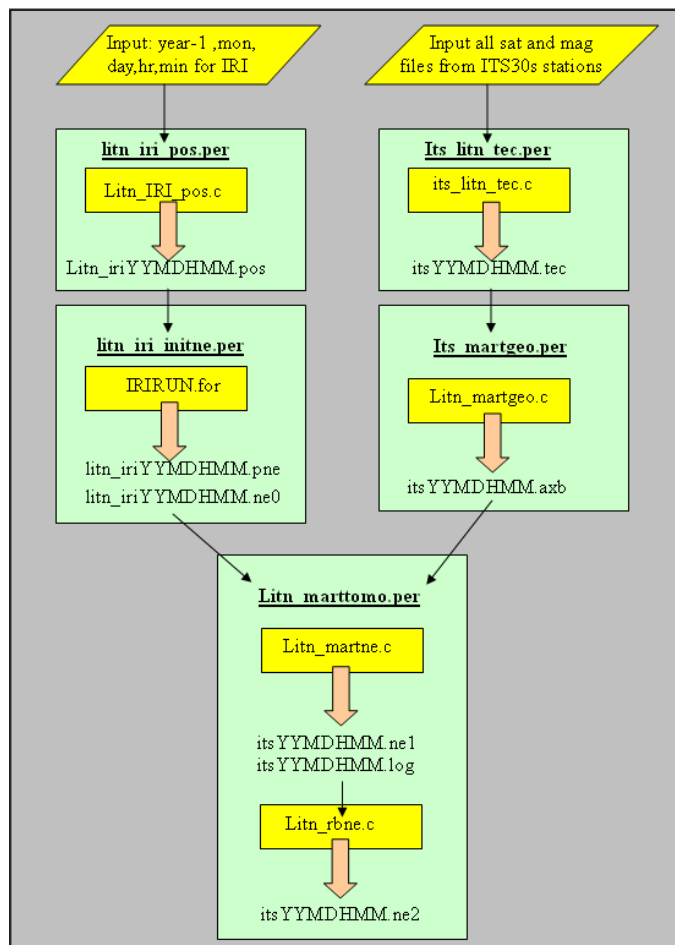 Input: year-1 ,mon,
day,hr,min for IRI
Input all sat and mag
files from ITS30s stations
litn_iri_pos.per
Litn_IRI_pos.c
Litn_iriYYMDHMM.pos
Its_litn_tec.per
its_litn_tec.c
itsYYMDHMM.tec
litn_iri_initne.per
IRIRUN.for
litn_iriYYMDHMM.pne
litn_iriYYMDHMM.ne0
Its_martgeo.per
Litn_martgeo.c
itsYYMDHMM.axb
Litn_marttomo.per
Litn_martne.c
itsYYMDHMM.ne1
itsYYMDHMM.log
Litn_rbne.c
itsYYMDHMM.ne2